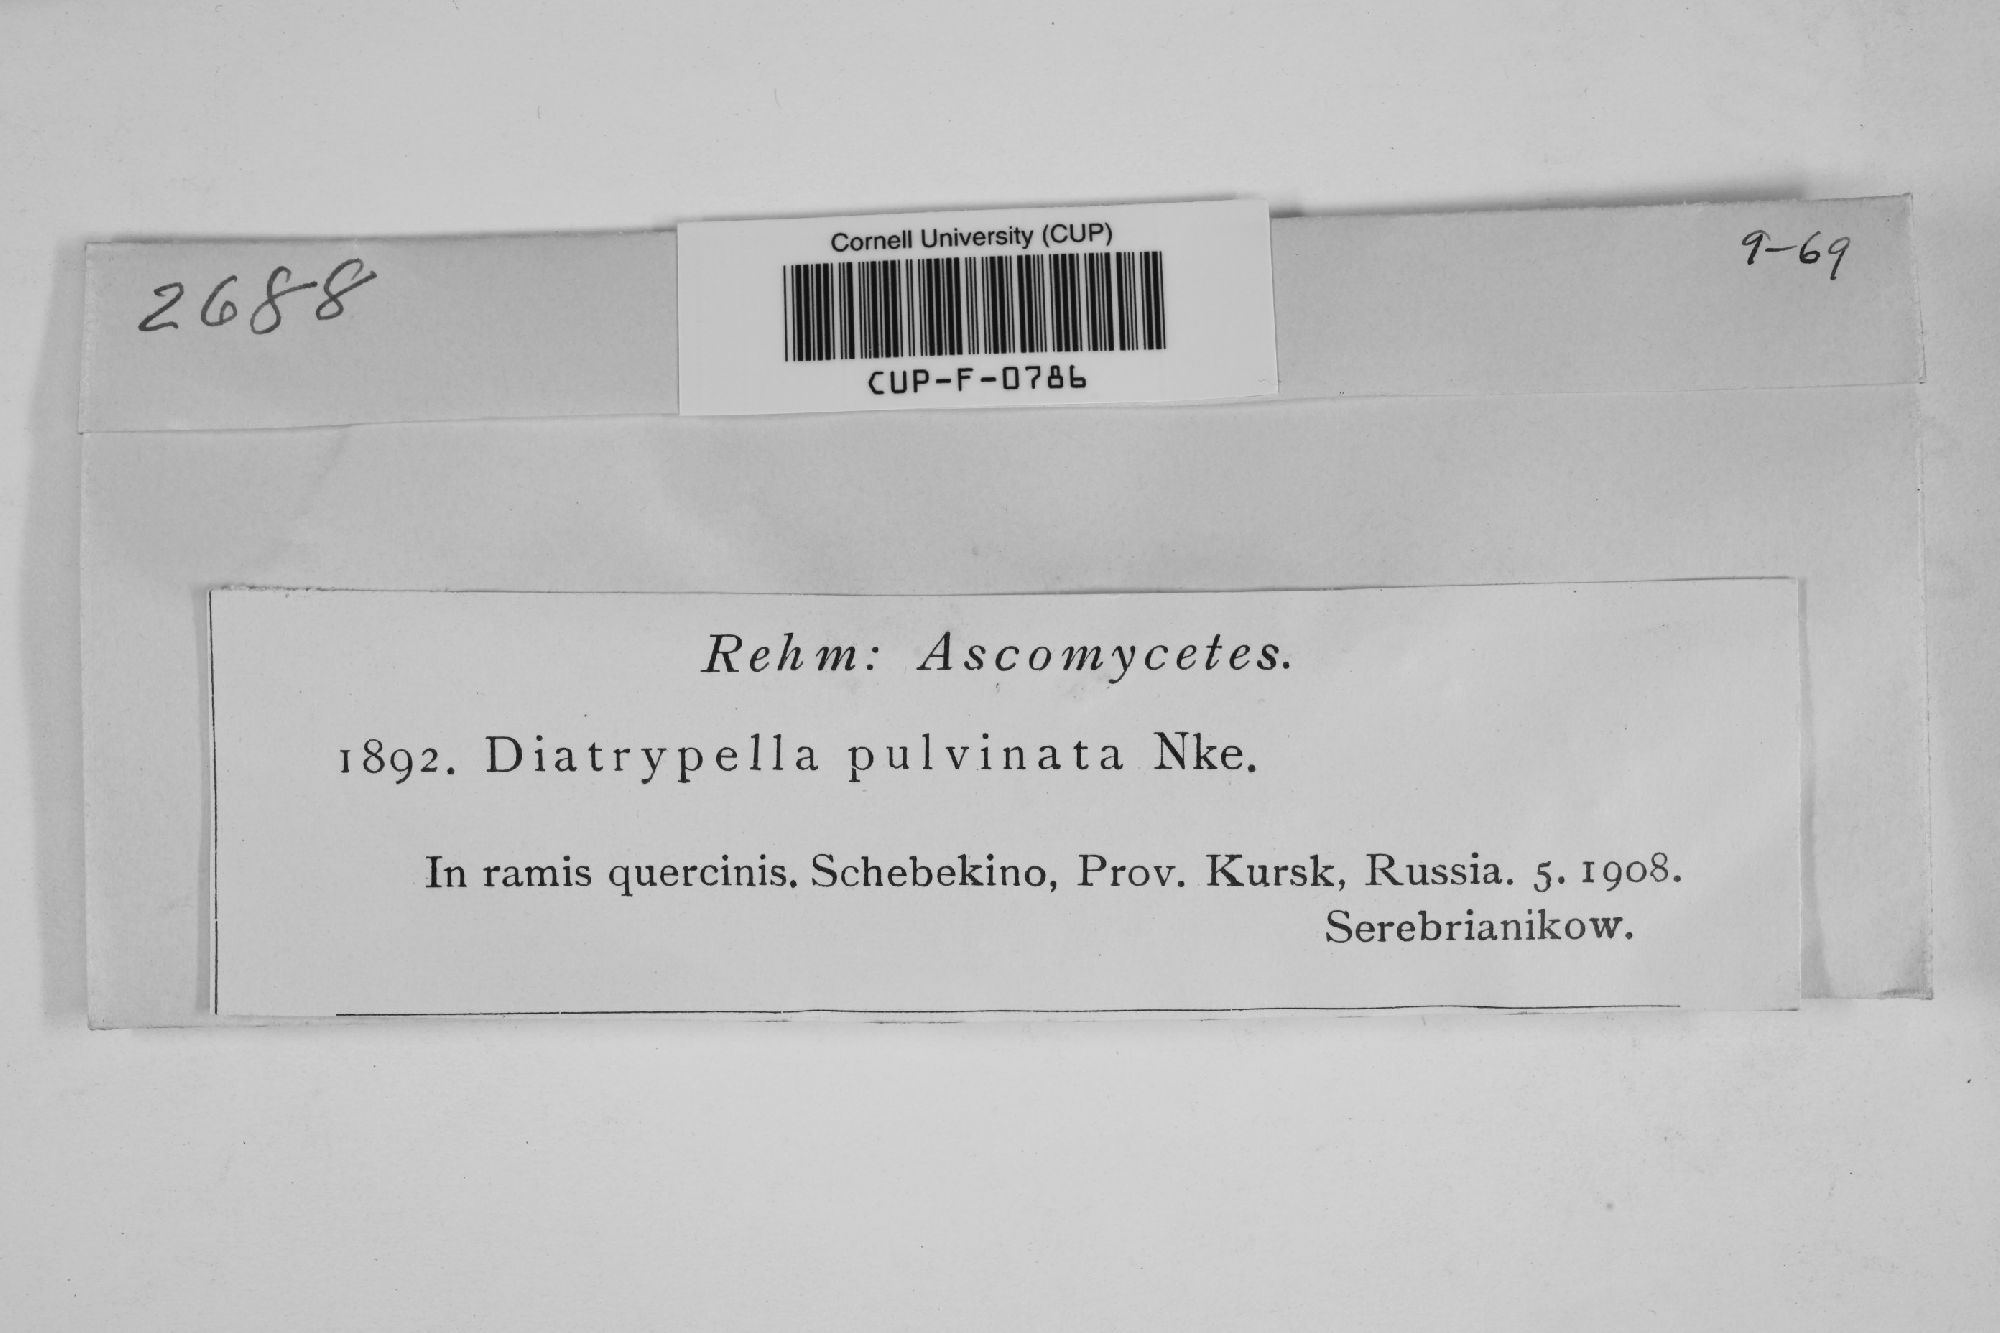 2688
Cornell University (CUP)
CUP-F-0786
9-69
Rehm: Ascomycetes.
1892. Diatrypella pulvinata Nke.
In ramis quercinis. Schebekino, Prov. Kursk, Russia. 5. 1908.
Serebrianikow.